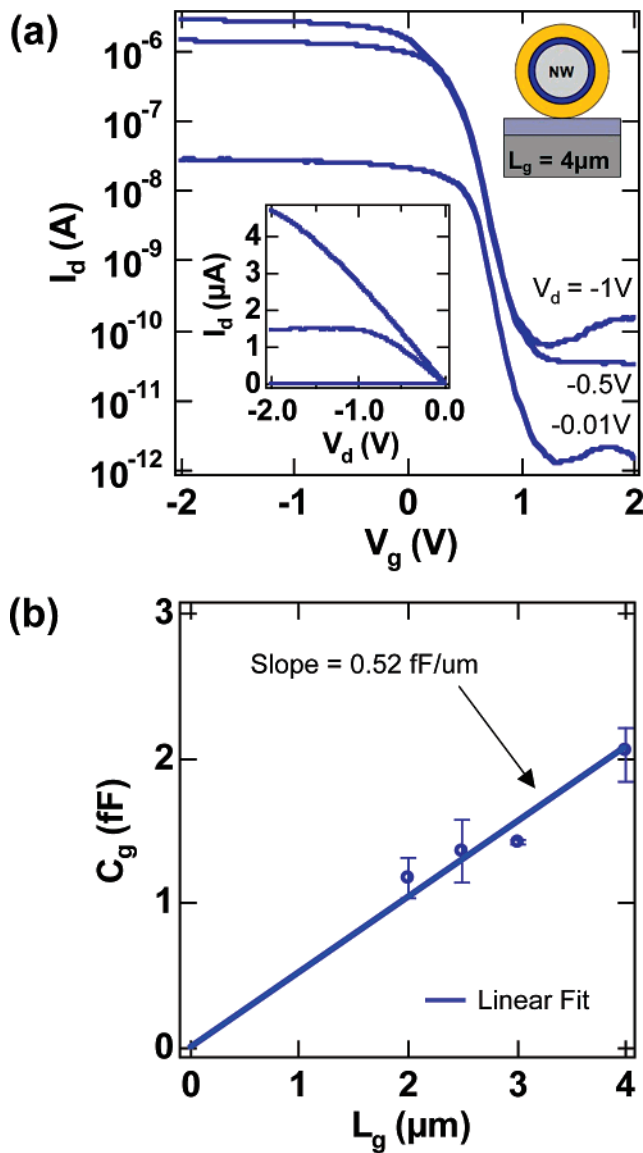 (a)
10⁻⁶
10⁻⁷
10⁻⁸
10⁻⁹
10⁻¹⁰
10⁻¹¹
10⁻¹²
I_d (A)
NW
L_g = 4µm
V_d = -1V
-0.5V
-0.01V
4
3
2
1
0
I_d (µA)
-2.0
-1.0
0.0
V_d (V)
-2
-1
0
1
2
V_g (V)
(b)
3
2
1
0
C_g (fF)
Slope = 0.52 fF/um
Linear Fit
0
1
2
3
4
L_g (µm)